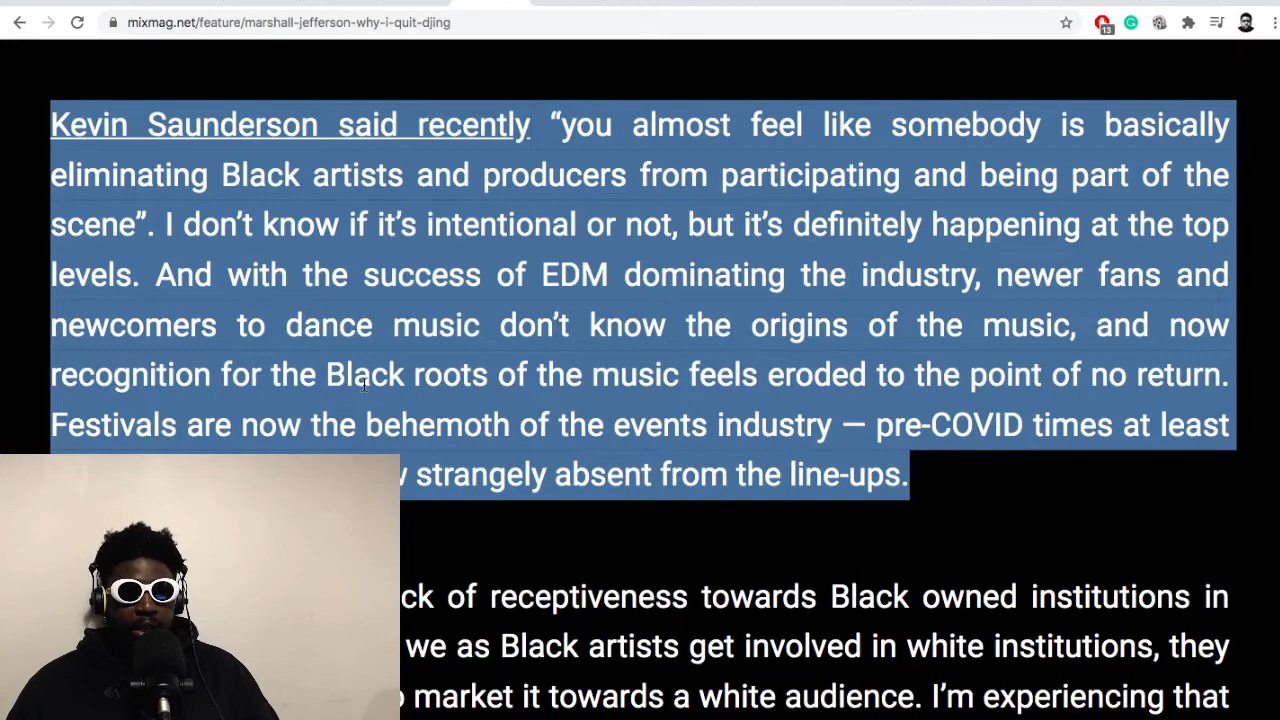 mixmag.net/feature/marshall-jefferson-why-i-quit-djing
13
Kevin Saunderson said recently “you almost feel like somebody is basically
eliminating Black artists and producers from participating and being part of the
scene”. I don’t know if it’s intentional or not, but it’s definitely happening at the top
levels. And with the success of EDM dominating the industry, newer fans and
newcomers to dance music don’t know the origins of the music, and now
recognition for the Black roots of the music feels eroded to the point of no return.
Festivals are now the behemoth of the events industry — pre-COVID times at least
strangely absent from the line-ups.
of receptiveness towards Black owned institutions in
we as Black artists get involved in white institutions, they
market it towards a white audience. I’m experiencing that